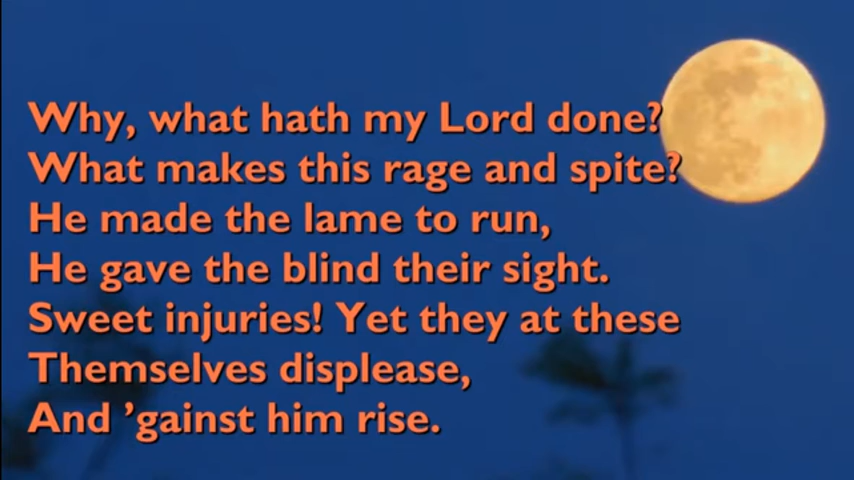 Why, what hath my Lord done?
What makes this rage and spite?
He made the lame to run,
He gave the blind their sight.
Sweet injuries! Yet they at these
Themselves displease,
And ’gainst him rise.